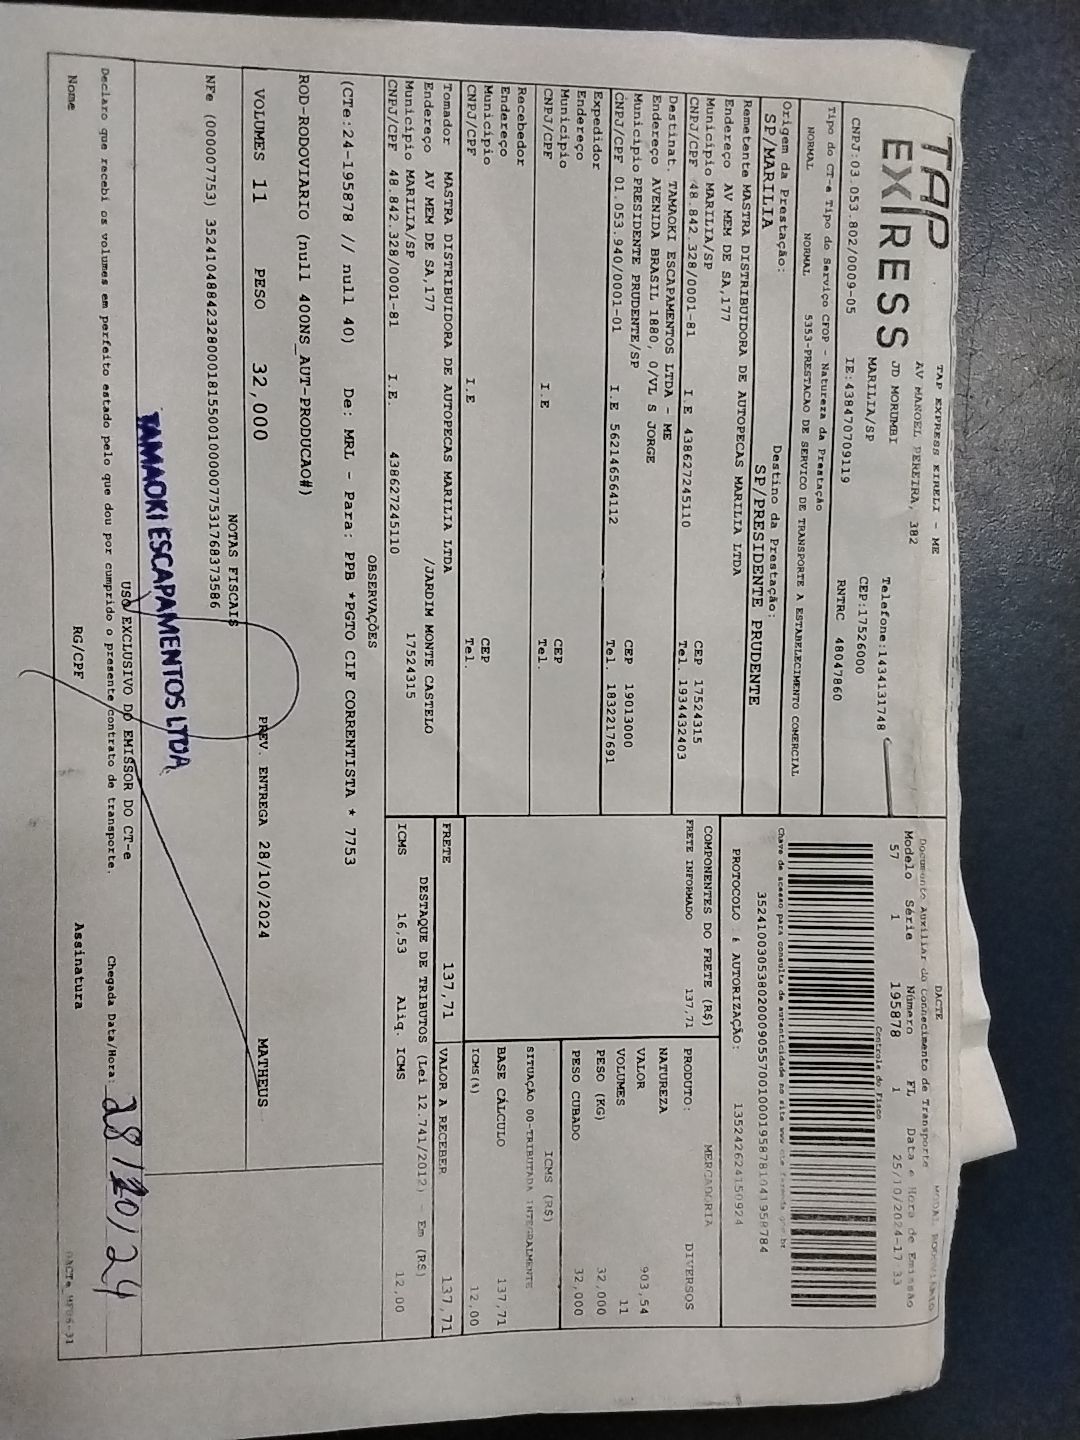 TAP
EXPRESS
TAP EXPRESS EIRELI - ME
AV MANOEL PEREIRA, 382
JD MORUMBI
MARILIA/SP
Telefone:1434131748
CEP:17526000
CNPJ:03.053.802/0009-05 IE:438470709119 RNTRC 48047860
DACTE MODAL RODOVIARIO
Documento Auxiliar do Conhecimento de Transporte
Modelo Série Número FL Data e Hora de Emissão
57 1 195878 1 25/10/2024-17:33
Controle do Fisco
Tipo do CT-e Tipo do Serviço CFOP - Natureza da Prestação
NORMAL NORMAL 5353-PRESTACAO DE SERVICO DE TRANSPORTE A ESTABELECIMENTO COMERCIAL
Chave de acesso para consulta de autenticidade no site www.cte.fazenda.gov.br
PROTOCOLO AUTORIZAÇÃO: 135242624150924
Origem da Prestação: Destino da Prestação:
SP/MARILIA SP/PRESIDENTE PRUDENTE
Remetente MASTRA DISTRIBUIDORA DE AUTOPECAS MARILIA LTDA
Endereço AV MEM DE SA,177
Município MARILIA/SP CEP 17524315
CNPJ/CPF 48.842.328/0001-81 I E 438627245110 Tel. 1934432403
Destinat. TAMAOKI ESCAPAMENTOS LTDA - ME
Endereço AVENIDA BRASIL 1880, O/VL S JORGE
Município PRESIDENTE PRUDENTE/SP CEP 19013000
CNPJ/CPF 01.053.940/0001-01 I.E 562146564112 Tel. 1832217691
Expedidor
Endereço
Município CEP
CNPJ/CPF I.E Tel.
Recebedor
Endereço
Município CEP
CNPJ/CPF I.E Tel.
Tomador MASTRA DISTRIBUIDORA DE AUTOPECAS MARILIA LTDA
Endereço AV MEM DE SA,177 /JARDIM MONTE CASTELO
Município MARILIA/SP 17524315
CNPJ/CPF 48.842.328/0001-81 I.E. 438627245110
COMPONENTES DO FRETE (R$)
FRETE INFORMADO 137,71
PRODUTO: MERCADORIA DIVERSOS
NATUREZA
VALOR 903,54
VOLUMES 11
PESO (KG) 32,000
PESO CUBADO 32,000
ICMS (R$)
SITUAÇÃO 00-TRIBUTADA INTEGRALMENTE
BASE CÁLCULO 137,71
ICMS(%) 12,00
FRETE 137,71 VALOR A RECEBER 137,71
DESTAQUE DE TRIBUTOS (Lei 12.741/2012) - Em (R$)
ICMS 16,53 Aliq. ICMS 12,00
OBSERVAÇÕES
(CTe:24-195878 // null 40) De: MRL - Para: PPB *PGTO CIF CORRENTISTA * 7753
ROD-RODOVIARIO (null 400NS_AUT-PRODUCAO#)
VOLUMES 11 PESO 32,000 PREV. ENTREGA 28/10/2024 MATHEUS
NOTAS FISCAIS
NFe (000007753) 35241048842328000181550010000077531768373586
TAMAOKI ESCAPAMENTOS LTDA
USO EXCLUSIVO DO EMISSOR DO CT-e
Declaro que recebi os volumes em perfeito estado pelo que dou por cumprido o presente contrato de transporte. Chegada Data/Hora: 28/20/24
Nome RG/CPF Assinatura